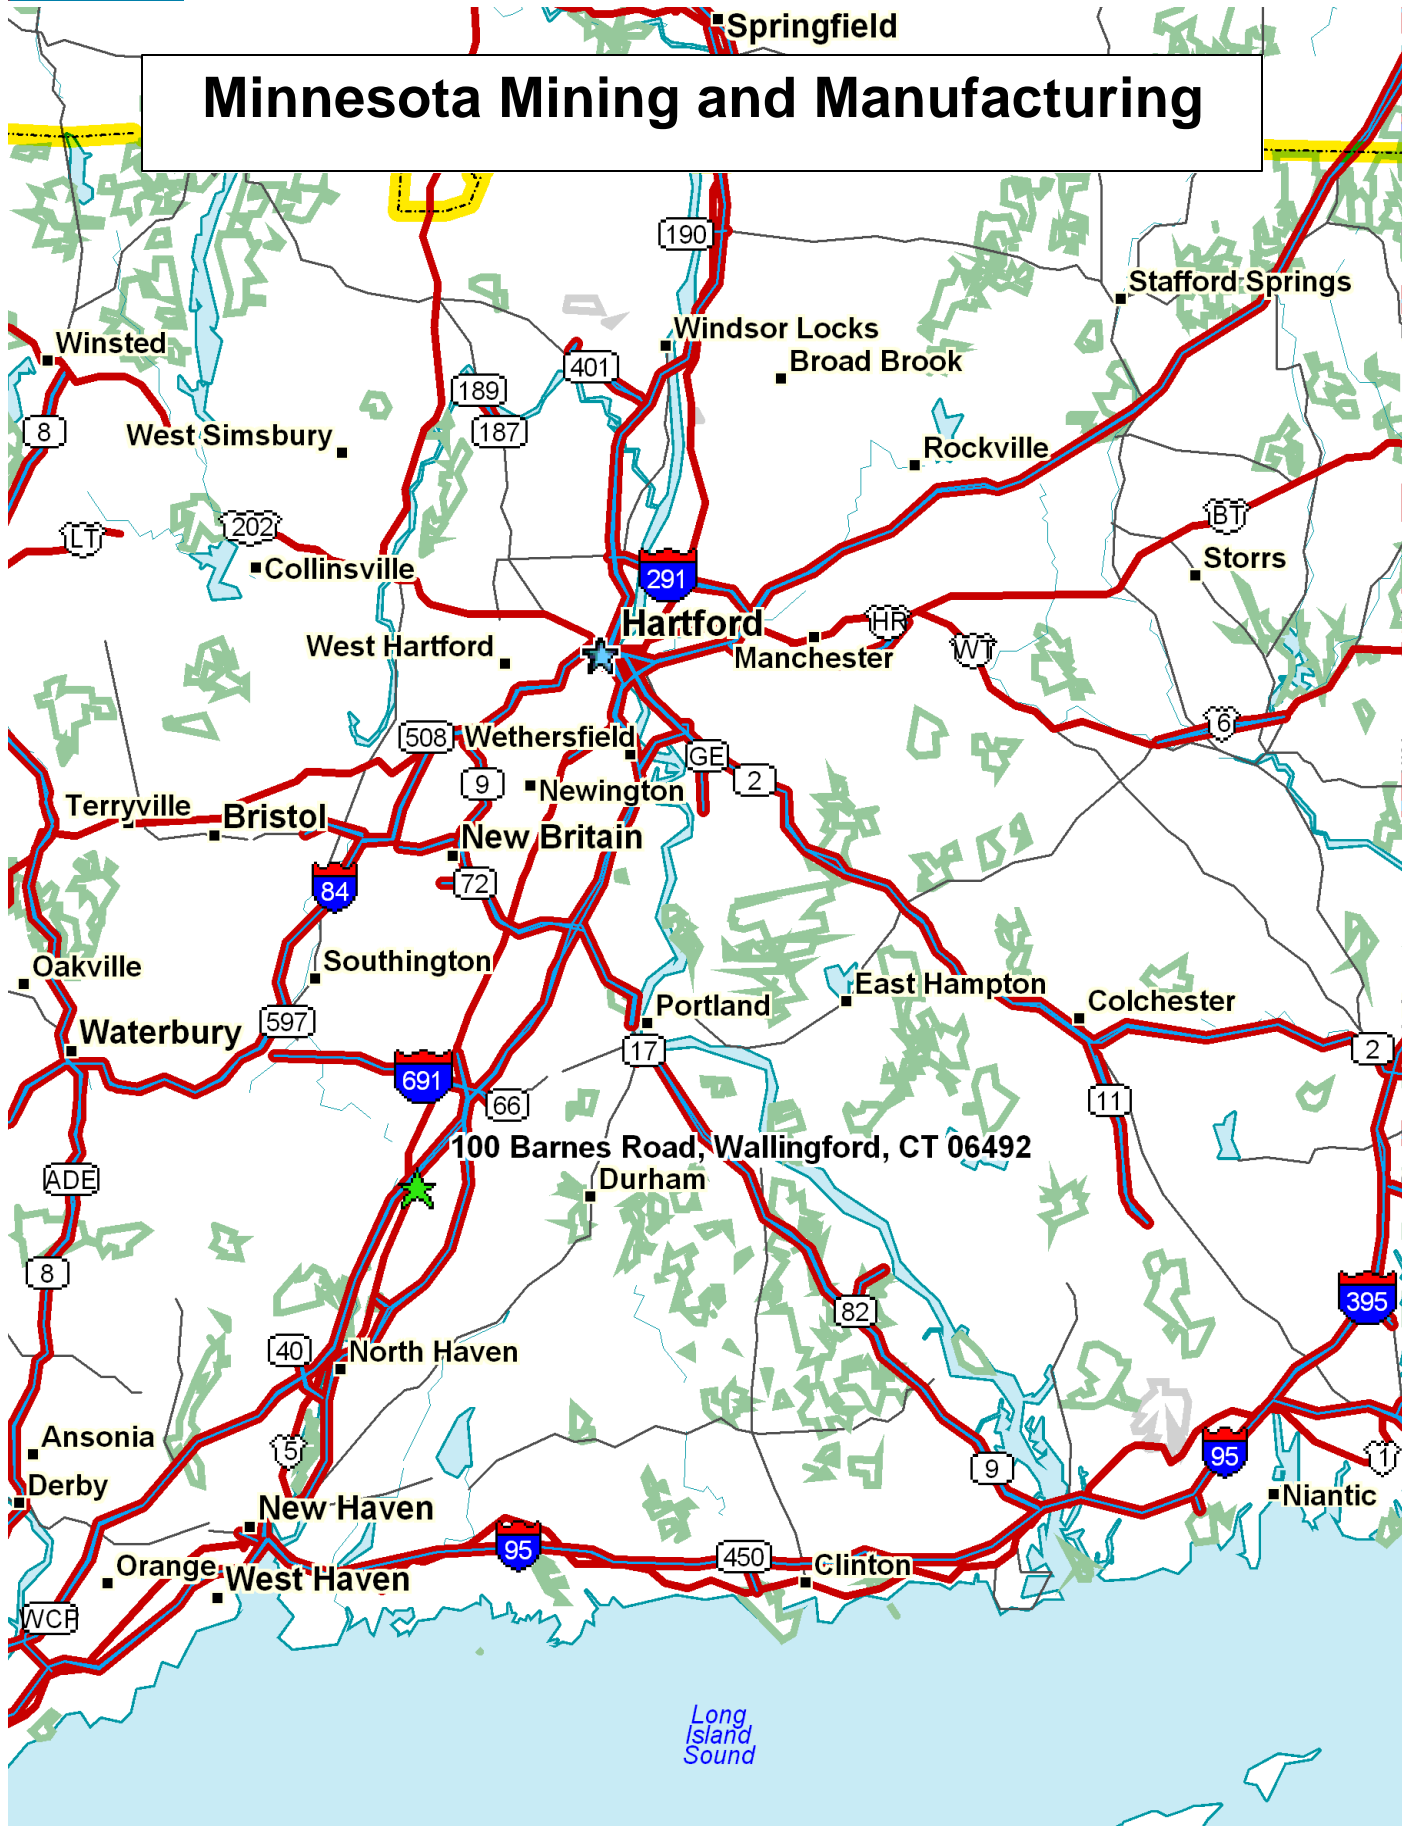 Springfield
Minnesota Mining and Manufacturing
190
Stafford Springs
Windsor Locks
Winsted
Broad Brook
401
189
8
187
West Simsbury
Rockville
BT
202
LT
Storrs
Collinsville
291
Hartford
HR
West Hartford
WT
Manchester
6
508
Wethersfield
GE
2
9
Newington
Terryville
Bristol
New Britain
72
84
Southington
Oakville
East Hampton
Colchester
Portland
597
Waterbury
17
2
691
66
11
100 Barnes Road, Wallingford, CT 06492
ADE
Durham
8
395
82
40
North Haven
Ansonia
5
95
1
9
Derby
Niantic
New Haven
95
450
Orange
Clinton
West Haven
WCP
Long
Island
Sound